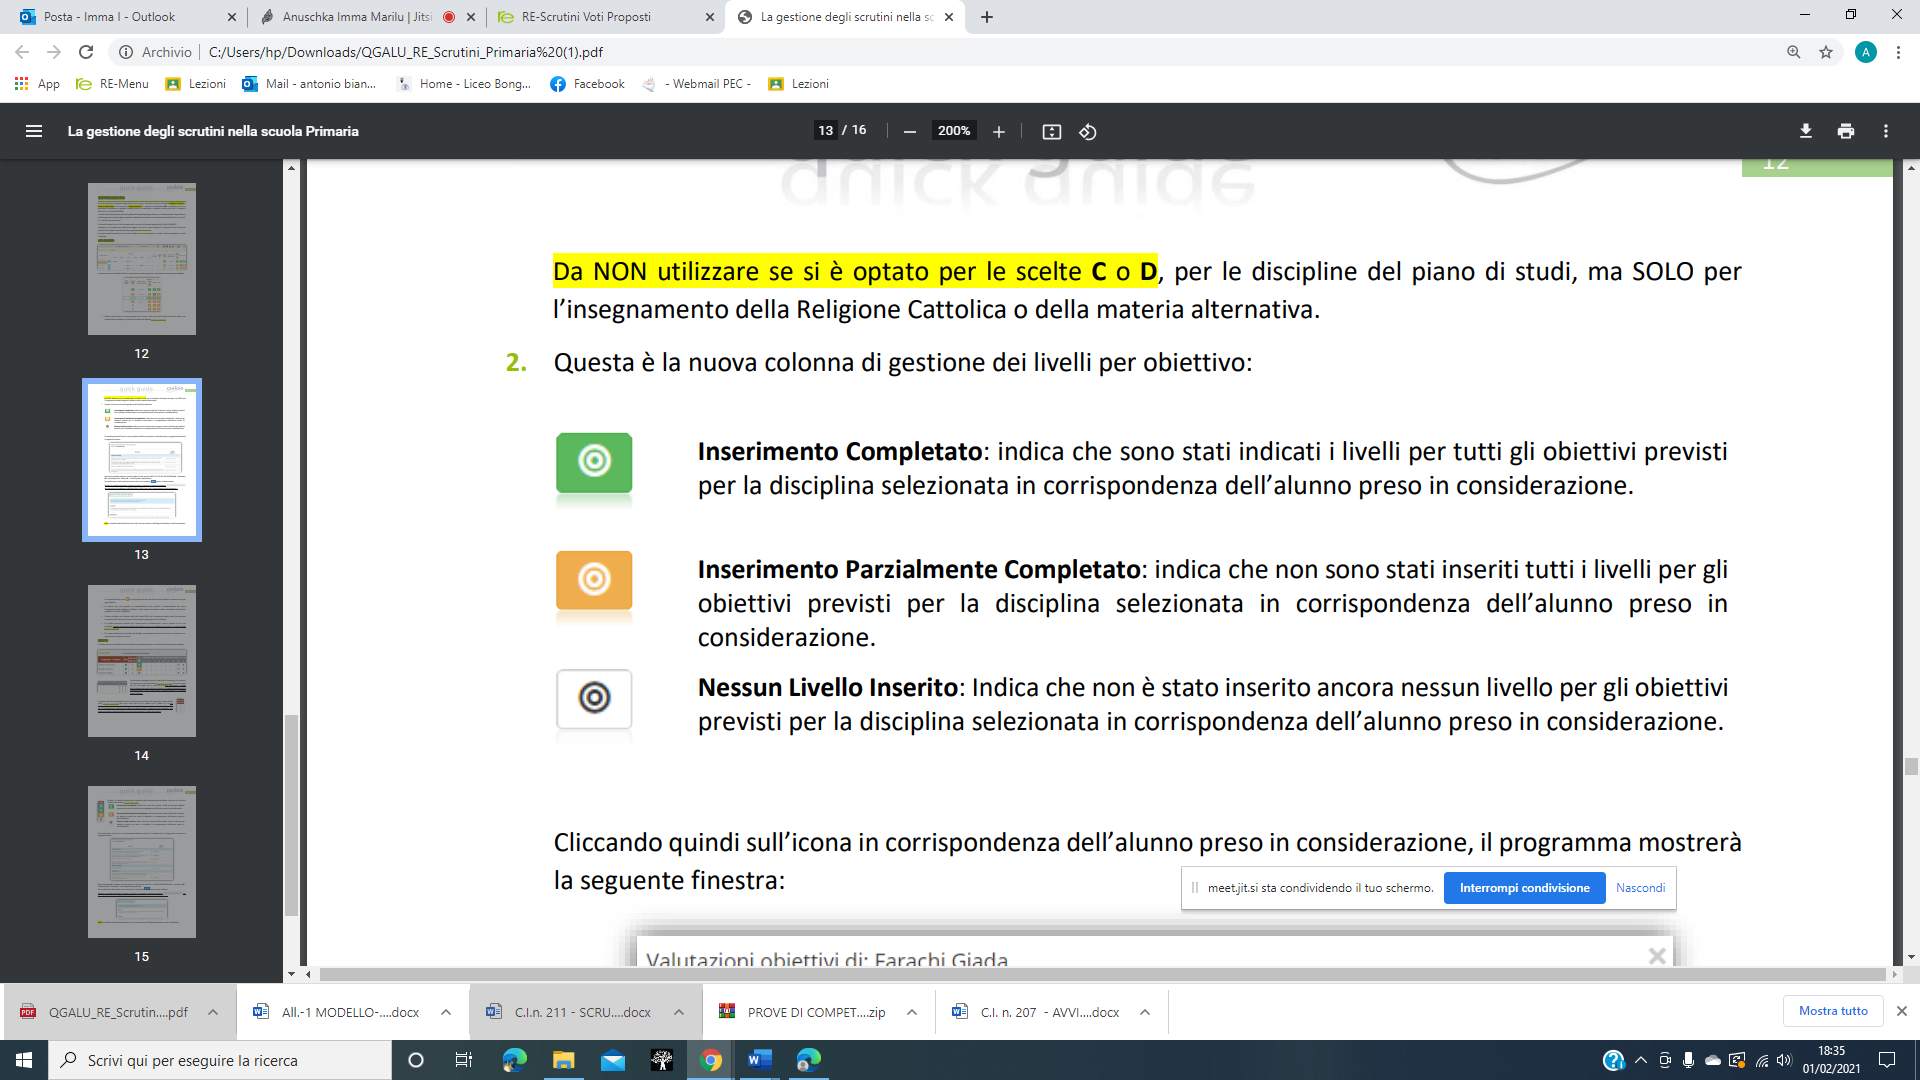 Posta - Imma I - Outlook
Anuschka Imma Marilu | Jitsi
RE-Scrutini Voti Proposti
La gestione degli scrutini nella sc
Archivio
C:/Users/hp/Downloads/QGALU_RE_Scrutini_Primaria%20(1).pdf
A
App
RE-Menu
Lezioni
Mail - antonio bian...
Home - Liceo Bong...
Facebook
- Webmail PEC -
Lezioni
La gestione degli scrutini nella scuola Primaria
13 / 16
200%
12
13
14
15
quick guide
12
Da NON utilizzare se si è optato per le scelte C o D, per le discipline del piano di studi, ma SOLO per
l’insegnamento della Religione Cattolica o della materia alternativa.
2. Questa è la nuova colonna di gestione dei livelli per obiettivo:
Inserimento Completato: indica che sono stati indicati i livelli per tutti gli obiettivi previsti
per la disciplina selezionata in corrispondenza dell’alunno preso in considerazione.
Inserimento Parzialmente Completato: indica che non sono stati inseriti tutti i livelli per gli
obiettivi previsti per la disciplina selezionata in corrispondenza dell’alunno preso in
considerazione.
Nessun Livello Inserito: Indica che non è stato inserito ancora nessun livello per gli obiettivi
previsti per la disciplina selezionata in corrispondenza dell’alunno preso in considerazione.
Cliccando quindi sull’icona in corrispondenza dell’alunno preso in considerazione, il programma mostrerà
la seguente finestra:
meet.jit.si sta condividendo il tuo schermo.
Interrompi condivisione
Nascondi
Valutazioni obiettivi di: Farachi Giada
QGALU_RE_Scrutin....pdf
All.-1 MODELLO-....docx
C.I.n. 211 - SCRU....docx
PROVE DI COMPET....zip
C.I. n. 207 - AVVI....docx
Mostra tutto
Scrivi qui per eseguire la ricerca
18:35
01/02/2021